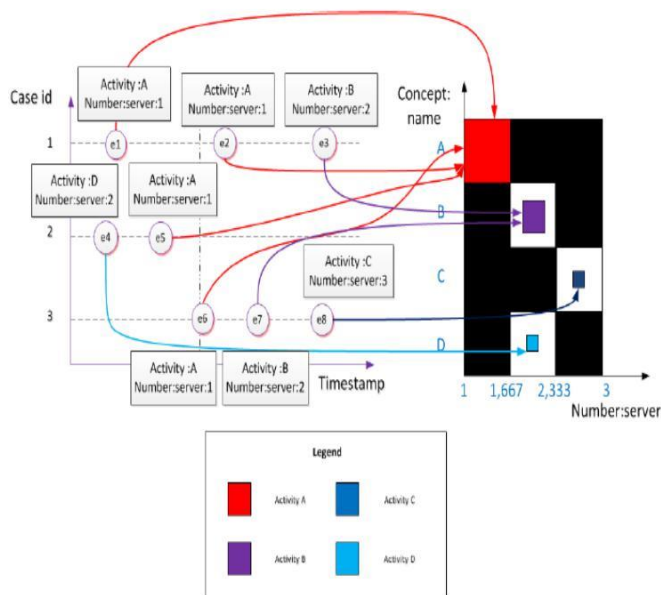 Activity :A
Number:server:1
Activity :A
Number:server:1
Activity :B
Number:server:2
Case id
Concept:
name
1
e1
e2
e3
A
Activity :D
Number:server:2
Activity :A
Number:server:1
B
2
e4
e5
Activity :C
Number:server:3
C
3
e6
e7
e8
D
Activity :A
Number:server:1
Activity :B
Number:server:2
Timestamp
1 1,667 2,333 3
Number:server
Legend
Activity A
Activity C
Activity B
Activity D